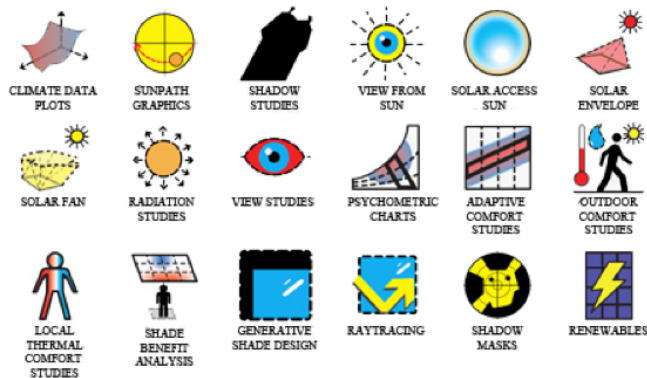 CLIMATE DATA
PLOTS
SUNPATH
GRAPHICS
SHADOW
STUDIES
VIEW FROM
SUN
SOLAR ACCESS
SUN
SOLAR
ENVELOPE
SOLAR FAN
RADIATION
STUDIES
VIEW STUDIES
PSYCHOMETRIC
CHARTS
ADAPTIVE
COMFORT
STUDIES
OUTDOOR
COMFORT
STUDIES
LOCAL
THERMAL
COMFORT
STUDIES
SHADE
BENEFIT
ANALYSIS
GENERATIVE
SHADE DESIGN
RAYTRACING
SHADOW
MASKS
RENEWABLES